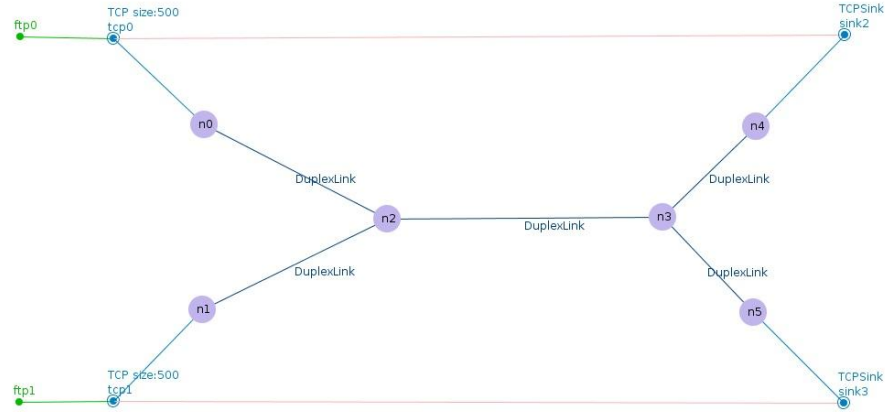 TCP size:500
tcp0
ftp0
TCPSink
sink2
n0
n4
DuplexLink
DuplexLink
n2
n3
DuplexLink
DuplexLink
DuplexLink
n1
n5
TCP size:500
tcp1
ftp1
TCPSink
sink3